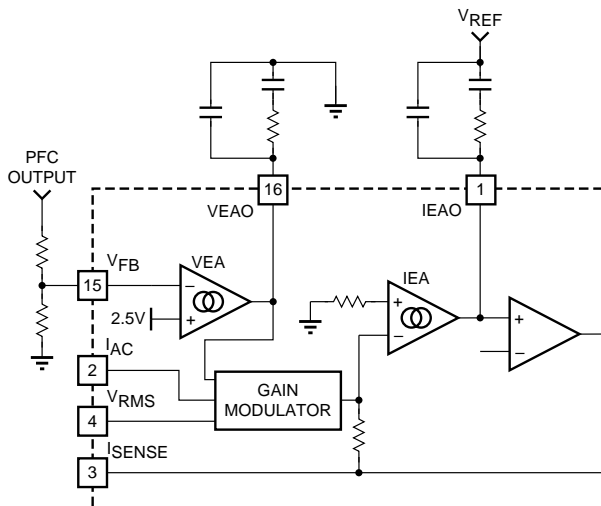 VREF
PFC
OUTPUT
16
1
VEAO
IEAO
VFB
VEA
IEA
15
−
+
+
−
2.5V
+
−
IAC
2
GAIN
MODULATOR
VRMS
4
ISENSE
3